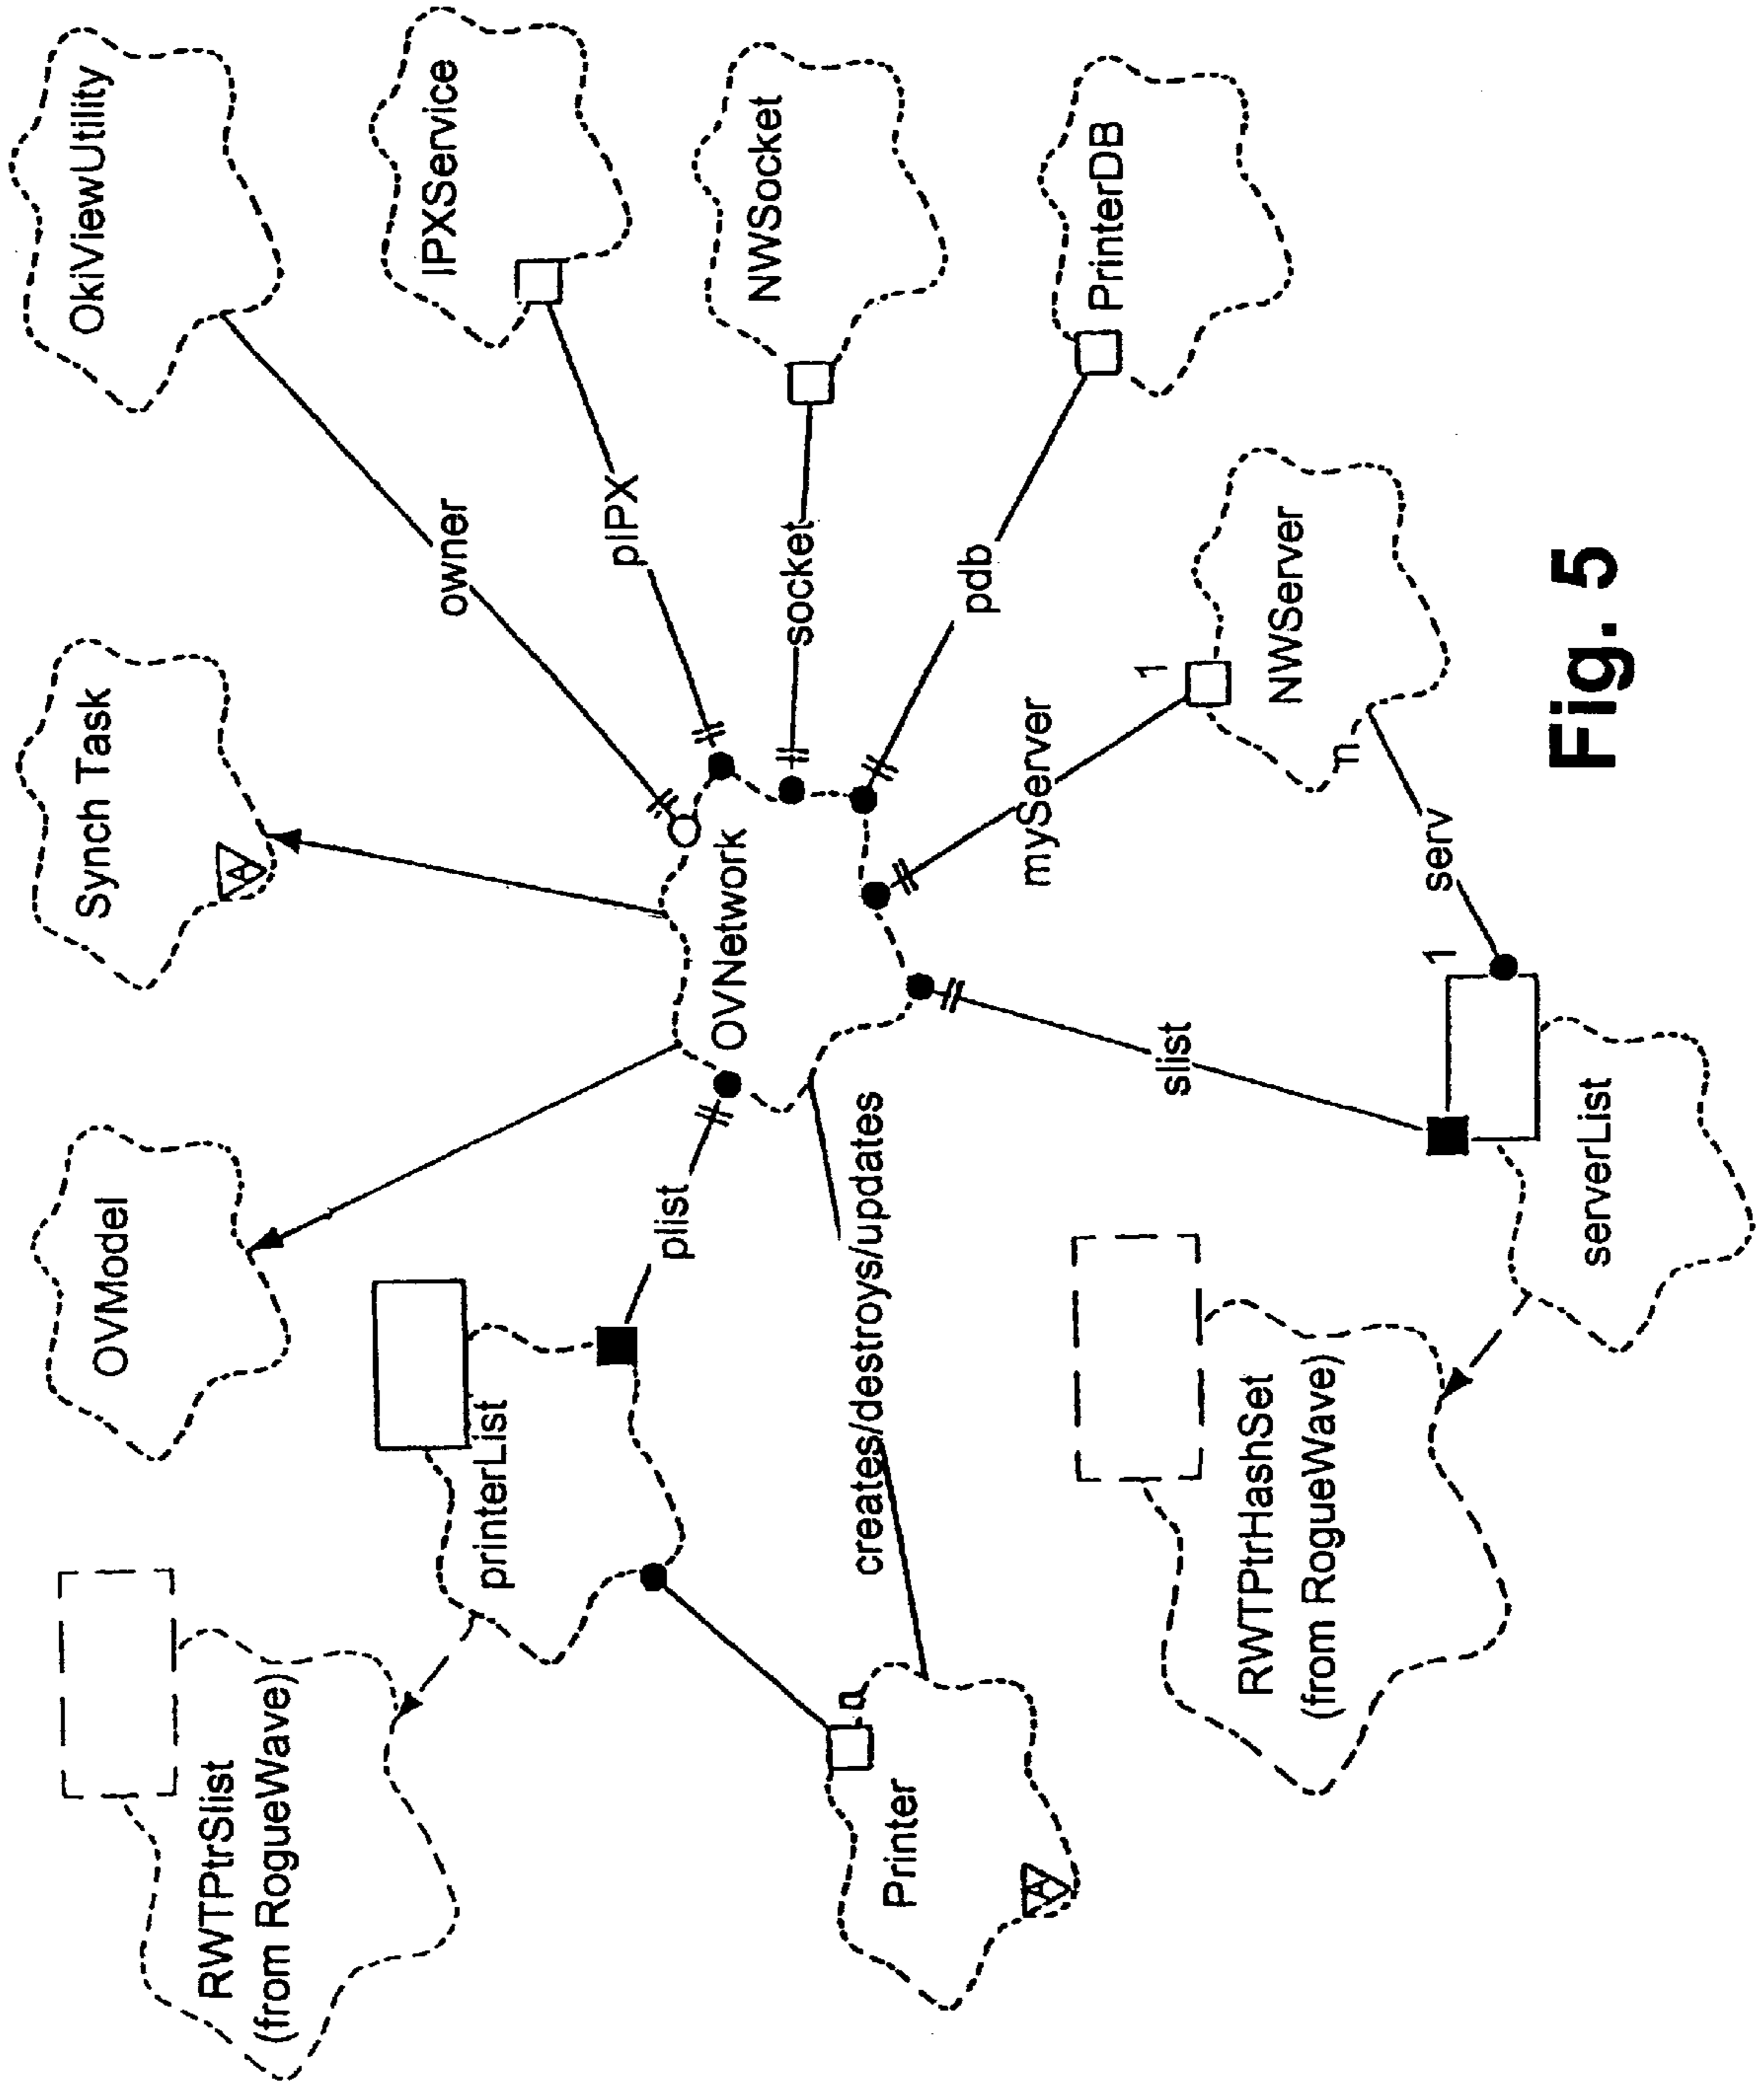 RWTPtrSlist
(from RogueWave)
OVModel
Synch Task
OkiViewUtility
printerList
plist
owner
pIPX
IPXService
OVNetwork
socket
NWSocket
Printer
n
creates/destroys/updates
pdb
PrinterDB
myServer
1
NWServer
m
slist
serv
1
RWTPtrHashSet
(from RogueWave)
serverList
A
A
Fig. 5